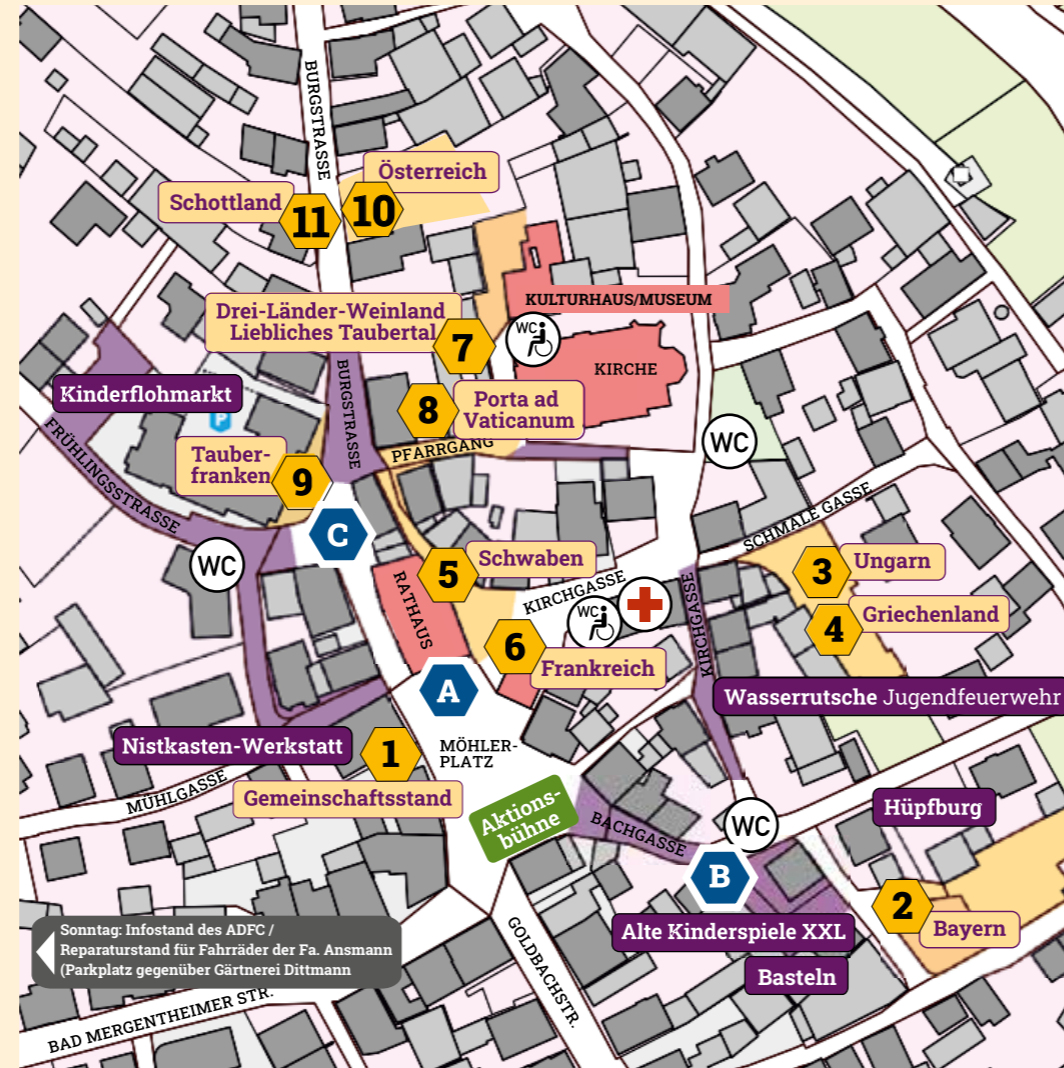 BURGSTRASSE
Österreich
Schottland
11
10
KULTURHAUS/MUSEUM
Drei-Länder-Weinland
Liebliches Taubertal
7
WC
KIRCHE
Kinderflohmarkt
P
BURGSTRASSE
8
Porta ad
Vaticanum
WC
PFARRGANG
FRÜHLINGSSTRASSE
Tauber-
franken
9
C
SCHMALE GASSE
WC
5
Schwaben
3
Ungarn
RATHAUS
KIRCHGASSE
WC
4
Griechenland
KIRCHGASSE
6
Frankreich
A
Wasserrutsche Jugendfeuerwehr
Nistkasten-Werkstatt
1
MÖHLER-
PLATZ
MÜHLGASSE
Gemeinschaftsstand
Aktions-
bühne
Hüpfburg
BACHGASSE
WC
B
2
Bayern
Alte Kinderspiele XXL
Basteln
Sonntag: Infostand des ADFC /
Reparaturstand für Fahrräder der Fa. Ansmann
(Parkplatz gegenüber Gärtnerei Dittmann
GOLDBACHSTR.
BAD MERGENTHEIMER STR.